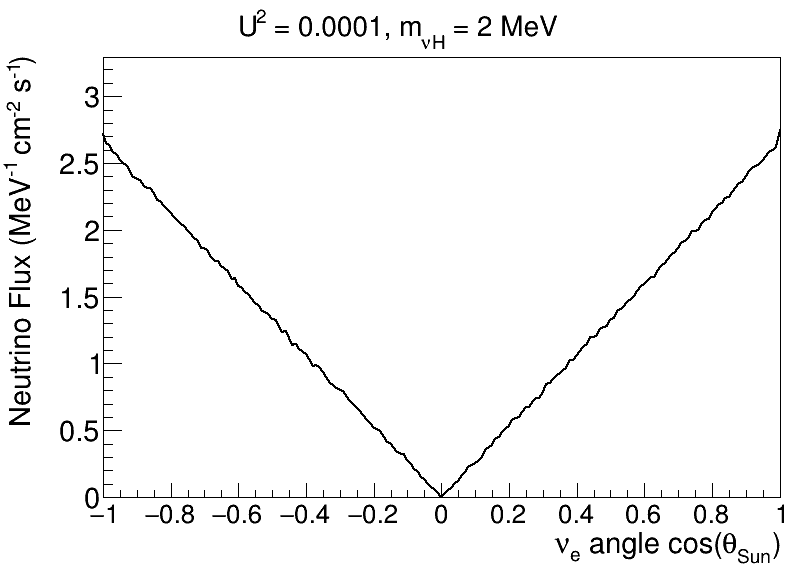 U² = 0.0001, m_νH = 2 MeV
Neutrino Flux (MeV⁻¹ cm⁻² s⁻¹)
3
2.5
2
1.5
1
0.5
0
−1 −0.8 −0.6 −0.4 −0.2 0 0.2 0.4 0.6 0.8 1
ν_e angle cos(θ_Sun)